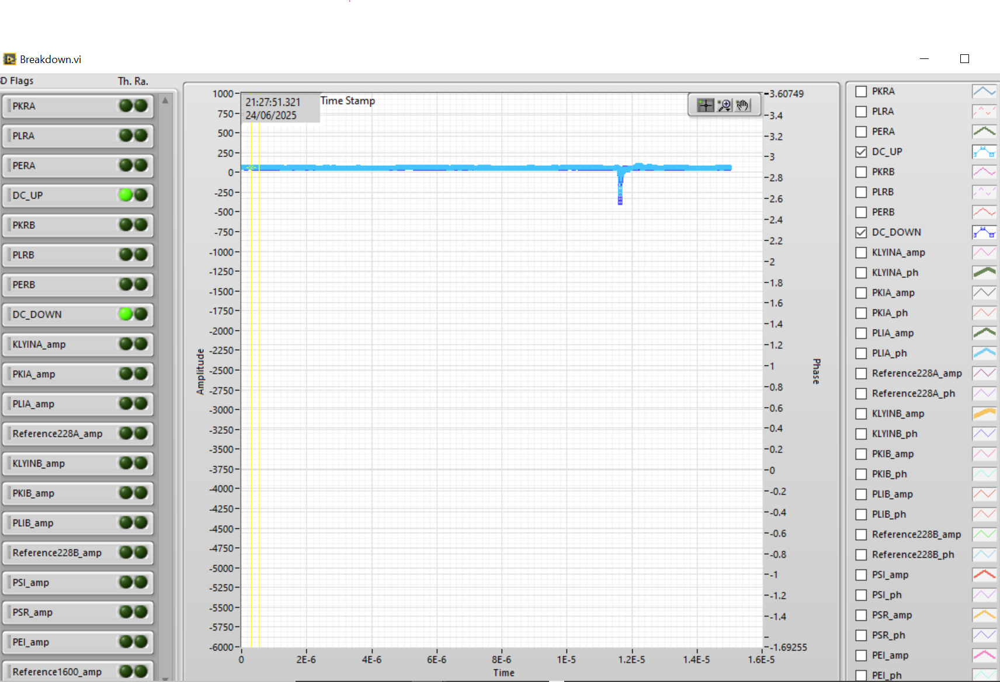 Breakdown.vi
D Flags
Th. Ra.
PKRA
PLRA
PERA
DC_UP
PKRB
PLRB
PERB
DC_DOWN
KLYINA_amp
PKIA_amp
PLIA_amp
Reference228A_amp
KLYINB_amp
PKIB_amp
PLIB_amp
Reference228B_amp
PSI_amp
PSR_amp
PEI_amp
Reference1600_amp
21:27:51.321
24/06/2025
Time Stamp
Amplitude
1000
750
500
250
0
-250
-500
-750
-1000
-1250
-1500
-1750
-2000
-2250
-2500
-2750
-3000
-3250
-3500
-3750
-4000
-4250
-4500
-4750
-5000
-5250
-5500
-5750
-6000
0
2E-6
4E-6
6E-6
8E-6
1E-5
1.2E-5
1.4E-5
1.6E-5
Time
3.60749
3.4
3.2
3
2.8
2.6
2.4
2.2
2
1.8
1.6
1.4
1.2
1
0.8
0.6
0.4
0.2
0
-0.2
-0.4
-0.6
-0.8
-1
-1.2
-1.4
-1.69255
Phase
PKRA
PLRA
PERA
DC_UP
PKRB
PLRB
PERB
DC_DOWN
KLYINA_amp
KLYINA_ph
PKIA_amp
PKIA_ph
PLIA_amp
PLIA_ph
Reference228A_amp
Reference228A_ph
KLYINB_amp
KLYINB_ph
PKIB_amp
PKIB_ph
PLIB_amp
PLIB_ph
Reference228B_amp
Reference228B_ph
PSI_amp
PSI_ph
PSR_amp
PSR_ph
PEI_amp
PEI_ph